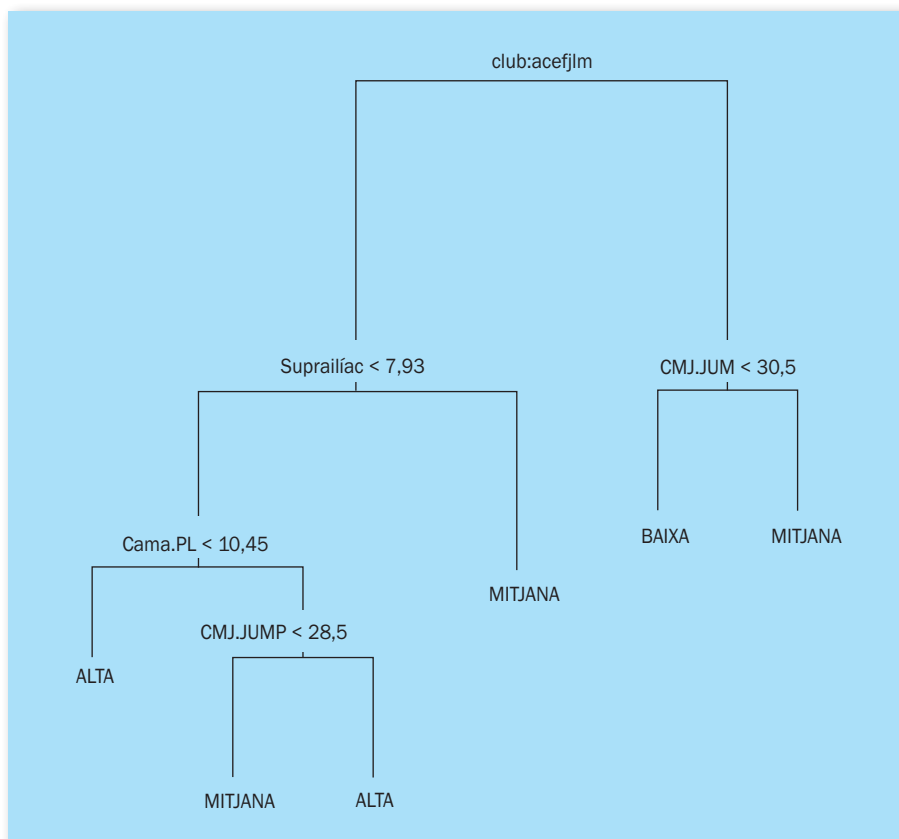 club:acefjlm
Suprailíac < 7,93
CMJ.JUM < 30,5
Cama.PL < 10,45
BAIXA
MITJANA
MITJANA
CMJ.JUMP < 28,5
ALTA
MITJANA
ALTA